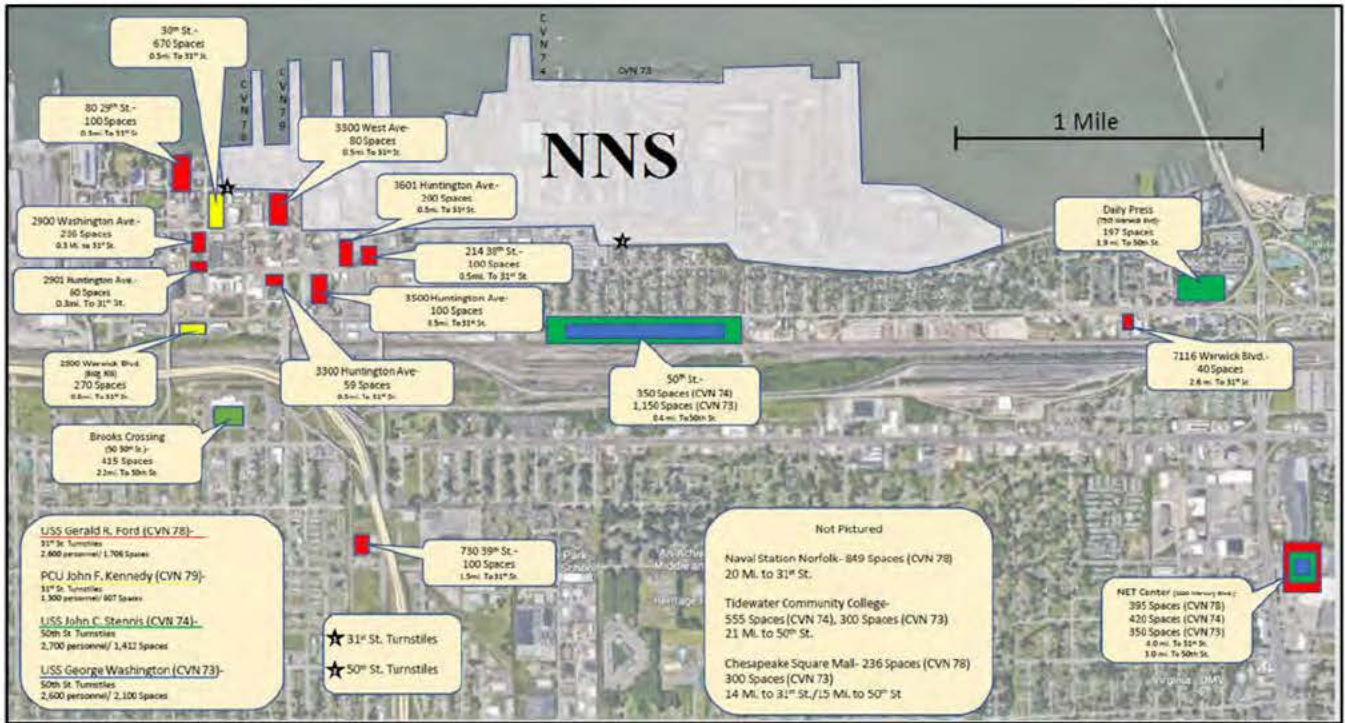 30th St.-
670 Spaces
0.5mi. To 31st St.
CVN 78
CVN 79
CVN 74
CVN 73
80 29th St.-
100 Spaces
0.5mi. To 31st St.
3300 West Ave-
80 Spaces
0.5mi. To 31st St.
NNS
1 Mile
3601 Huntington Ave.-
200 Spaces
0.5mi. To 31st St.
2900 Washington Ave.-
Spaces
To 31st St.
214 38th St.-
100 Spaces
0.5mi. To 31st St.
Daily Press
Warwick Blvd)-
197 Spaces
1.9 mi. To 50th St.
2901 Huntington Ave.-
60 Spaces
0.3mi. To 31st St.
3500 Huntington Ave-
100 Spaces
0.5mi. To 31st St.
Warwick Blvd.
270 Spaces
To 31st St.
3300 Huntington Ave-
59 Spaces
0.5mi. To 31st St.
50th St.-
350 Spaces (CVN 74)
1,150 Spaces (CVN 73)
To 50th St.
7116 Warwick Blvd.-
40 Spaces
2.6 mi. To 31st St.
Brooks Crossing
415 Spaces
To 50th St.
USS Gerald R. Ford (CVN 78)-
31st St. Turnstiles
2,600 personnel/ 1,706 Spaces
PCU John F. Kennedy (CVN 79)-
31st St. Turnstiles
1,300 personnel/ 607 Spaces
USS John C. Stennis (CVN 74)-
50th St Turnstiles
2,700 personnel/ 1,412 Spaces
USS George Washington (CVN 73)-
50th St. Turnstiles
2,600 personnel/ 2,100 Spaces
730 39th St.-
100 Spaces
1.5mi. To 31st St.
31st St. Turnstiles
50th St. Turnstiles
Park
Not Pictured
Naval Station Norfolk- 849 Spaces (CVN 78)
20 Mi. to 31st St.
Tidewater Community College-
555 Spaces (CVN 74), 300 Spaces (CVN 73)
21 Mi. to 50th St.
Chesapeake Square Mall- 236 Spaces (CVN 78)
300 Spaces (CVN 73)
14 Mi. to 31st St./15 Mi. to 50th St
NET Center
395 Spaces (CVN 78)
420 Spaces (CVN 74)
350 Spaces (CVN 73)
4.0 mi. To 31st St.
3.0 mi. To 50th St.
Virginia DMV